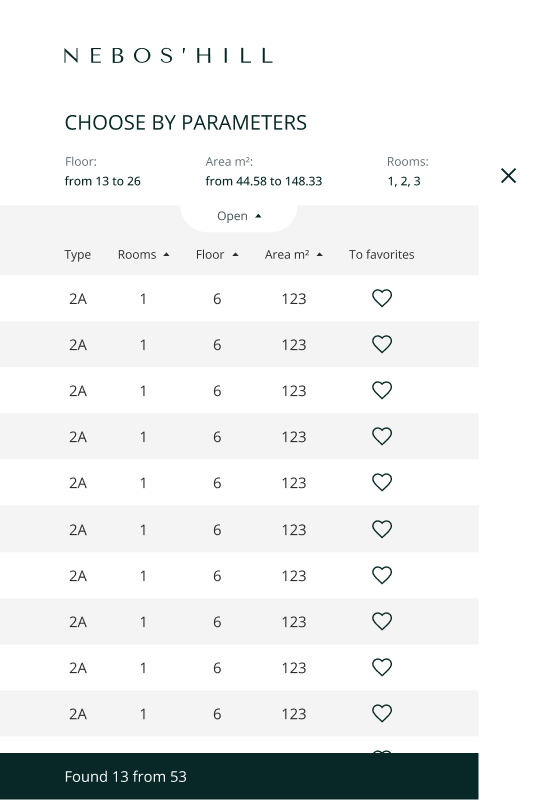 NEBOS'HILL
CHOOSE BY PARAMETERS
Floor: Area m²: Rooms:
from 13 to 26 from 44.58 to 148.33 1, 2, 3
Open
Type Rooms Floor Area m² To favorites
2A 1 6 123
2A 1 6 123
2A 1 6 123
2A 1 6 123
2A 1 6 123
2A 1 6 123
2A 1 6 123
2A 1 6 123
2A 1 6 123
2A 1 6 123
Found 13 from 53